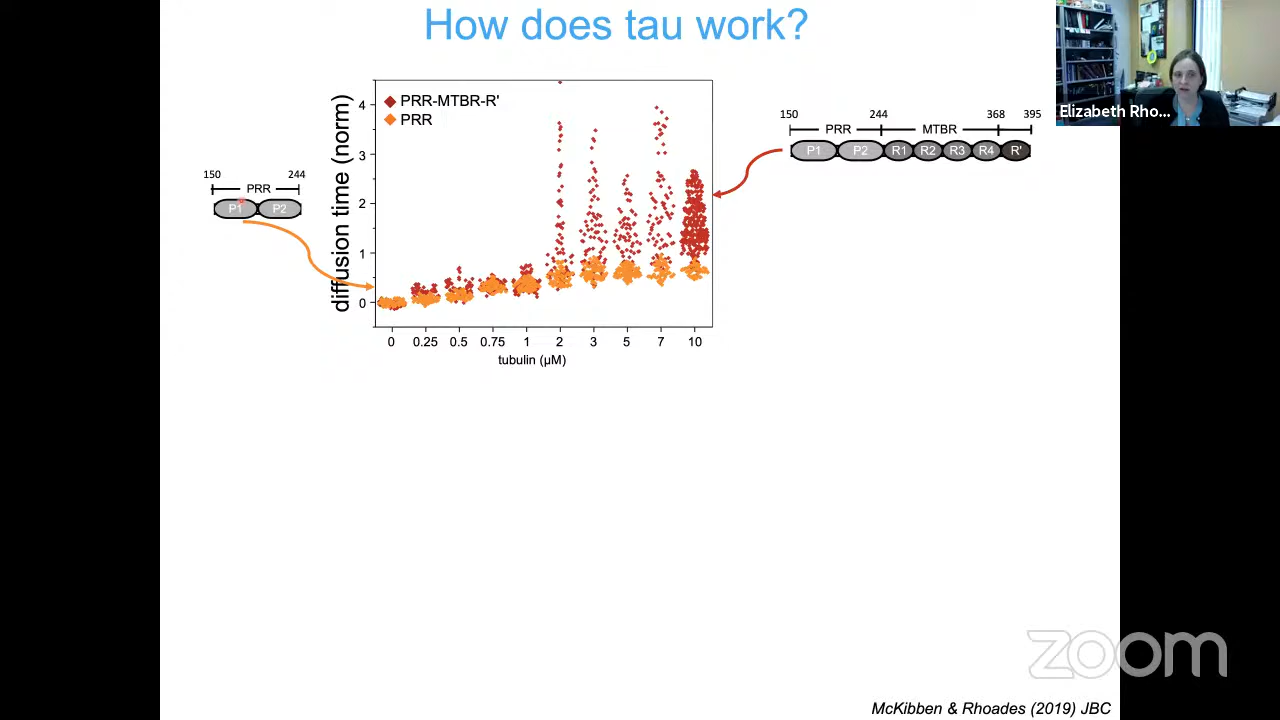 How does tau work?
Elizabeth Rho...
PRR-MTBR-R'
PRR
diffusion time (norm)
4
3
2
1
0
0 0.25 0.5 0.75 1 2 3 5 7 10
tubulin (µM)
150 244
PRR
P1 P2
150 244 368 395
PRR MTBR
P1 P2 R1 R2 R3 R4 R'
zoom
McKibben & Rhoades (2019) JBC